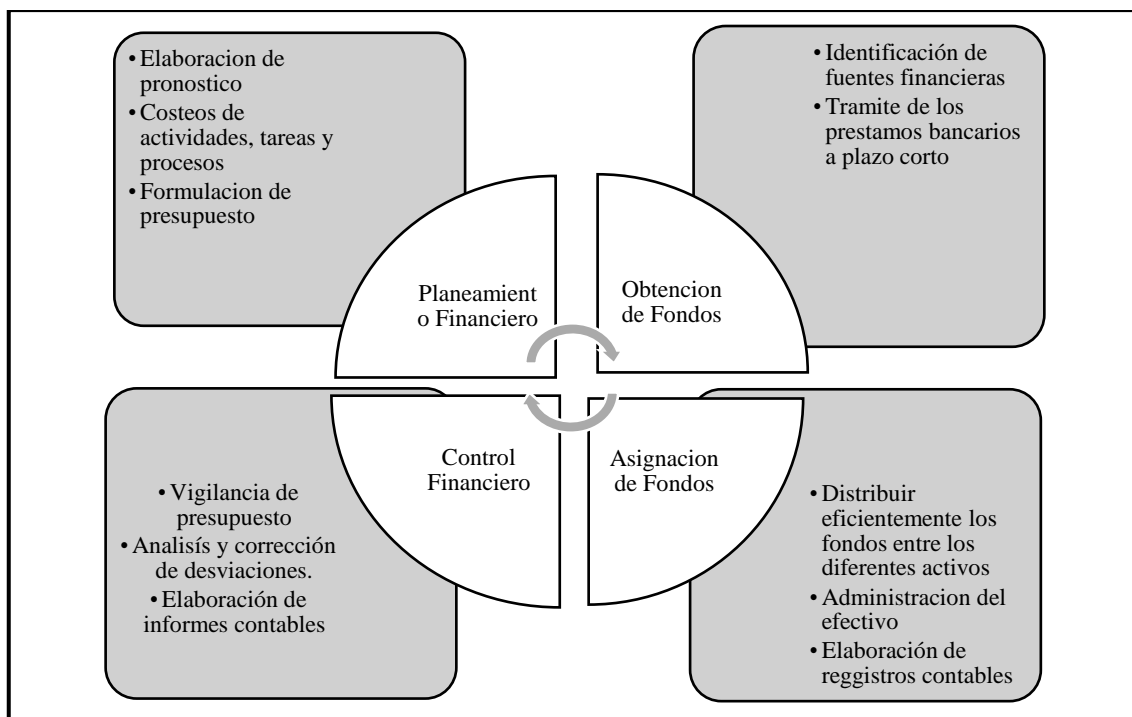 • Elaboracion de
pronostico
• Costeos de
actividades, tareas y
procesos
• Formulacion de
presupuesto
• Identificación de
fuentes financieras
• Tramite de los
prestamos bancarios
a plazo corto
Planeamient
o Financiero
Obtencion
de Fondos
Control
Financiero
Asignacion
de Fondos
• Vigilancia de
presupuesto
• Analisís y corrección
de desviaciones.
• Elaboración de
informes contables
• Distribuir
eficientemente los
fondos entre los
diferentes activos
• Administracion del
efectivo
• Elaboración de
reggistros contables